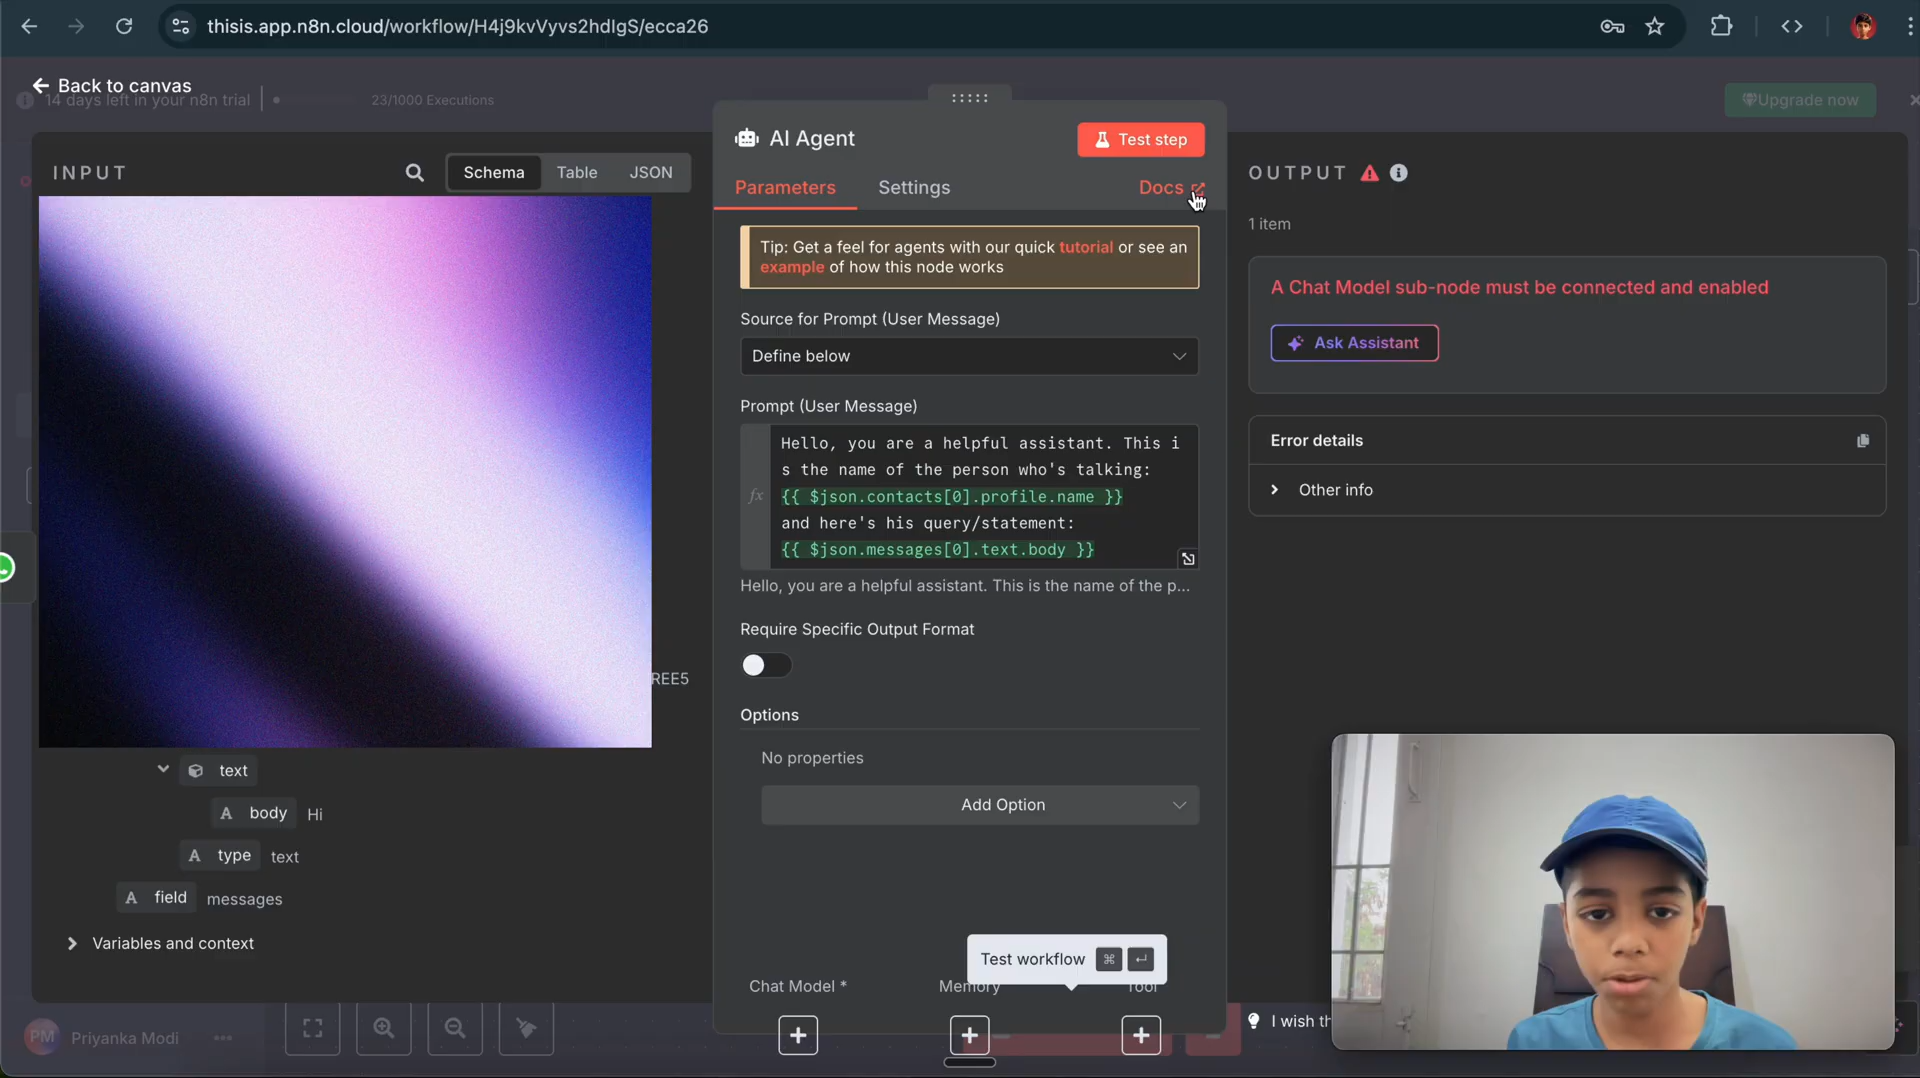 thisis.app.n8n.cloud/workflow/H4j9kvVyvs2hdIgS/ecca26
Back to canvas
14 days left in your n8n trial
23/1000 Executions
Upgrade now
INPUT
Schema
Table
JSON
REE5
text
body
Hi
type
text
field
messages
Variables and context
PM
Priyanka Modi
AI Agent
Test step
Parameters
Settings
Docs
Tip: Get a feel for agents with our quick tutorial or see an
example of how this node works
Source for Prompt (User Message)
Define below
Prompt (User Message)
fx
Hello, you are a helpful assistant. This i
s the name of the person who's talking:
{{ $json.contacts[0].profile.name }}
and here's his query/statement:
{{ $json.messages[0].text.body }}
Hello, you are a helpful assistant. This is the name of the p...
Require Specific Output Format
Options
No properties
Add Option
Test workflow
Chat Model *
Memory
Tool
OUTPUT
1 item
A Chat Model sub-node must be connected and enabled
Ask Assistant
Error details
Other info
I wish th